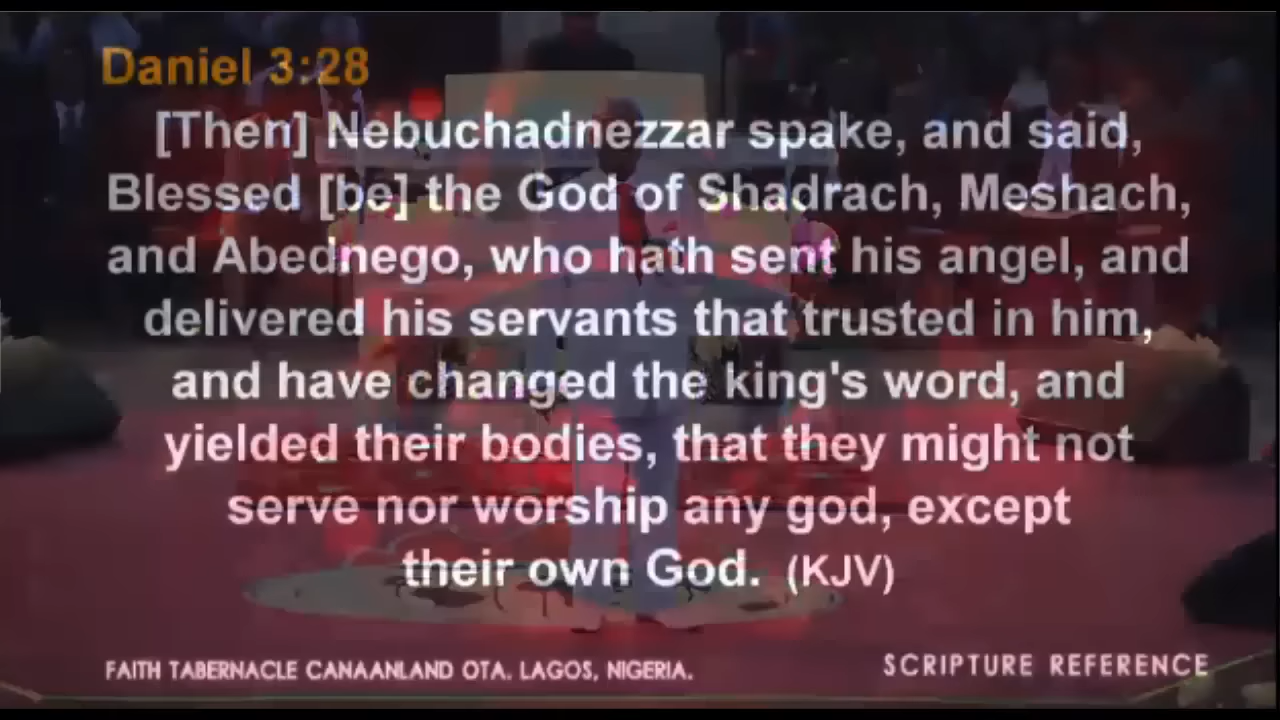 Daniel 3:28
[Then] Nebuchadnezzar spake, and said,
Blessed [be] the God of Shadrach, Meshach,
and Abednego, who hath sent his angel, and
delivered his servants that trusted in him,
and have changed the king's word, and
yielded their bodies, that they might not
serve nor worship any god, except
their own God. (KJV)
FAITH TABERNACLE CANAANLAND OTA. LAGOS, NIGERIA.
SCRIPTURE REFERENCE